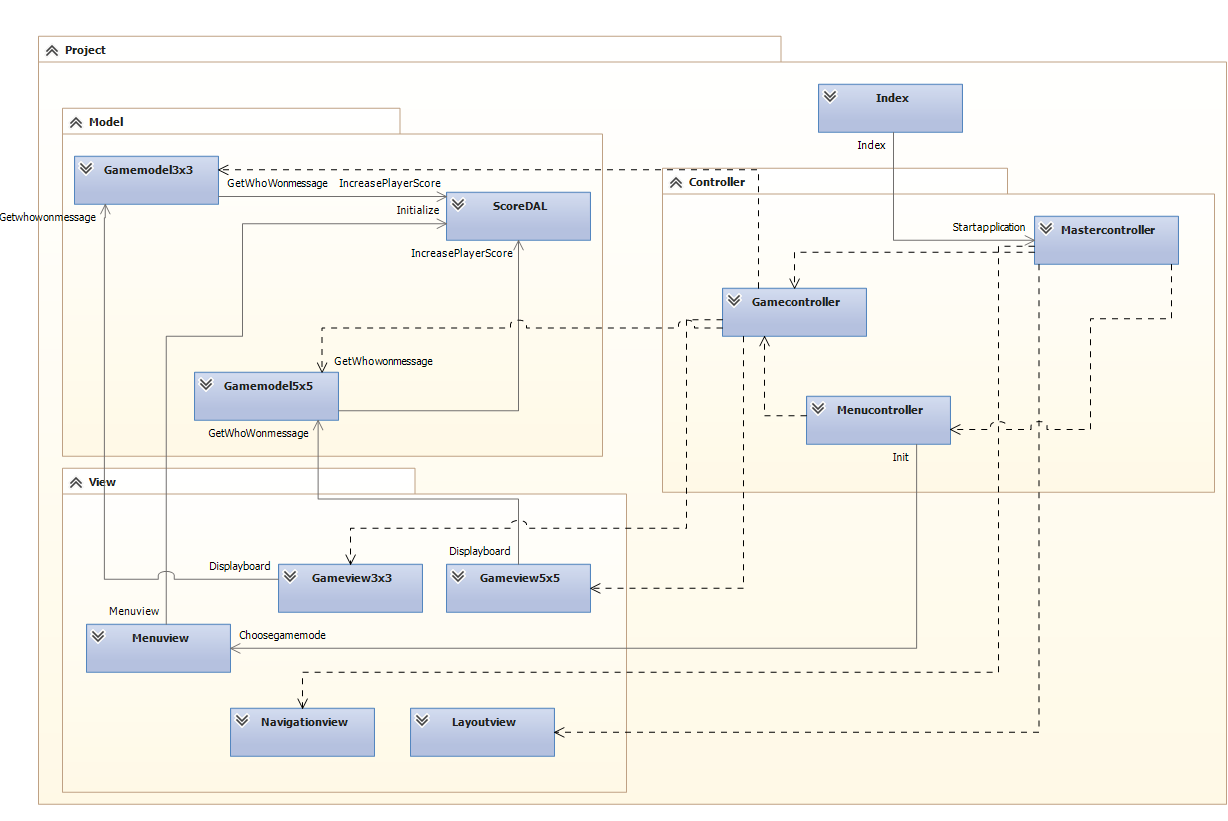 Project
Index
Index
Model
Gamemodel3x3
GetWhoWonmessage
IncreasePlayerScore
ScoreDAL
Initialize
Getwhowonmessage
IncreasePlayerScore
Controller
Startapplication
Mastercontroller
Gamecontroller
GetWhowonmessage
Gamemodel5x5
GetWhoWonmessage
Menucontroller
Init
View
Displayboard
Displayboard
Gameview3x3
Gameview5x5
Menuview
Menuview
Choosegamemode
Navigationview
Layoutview